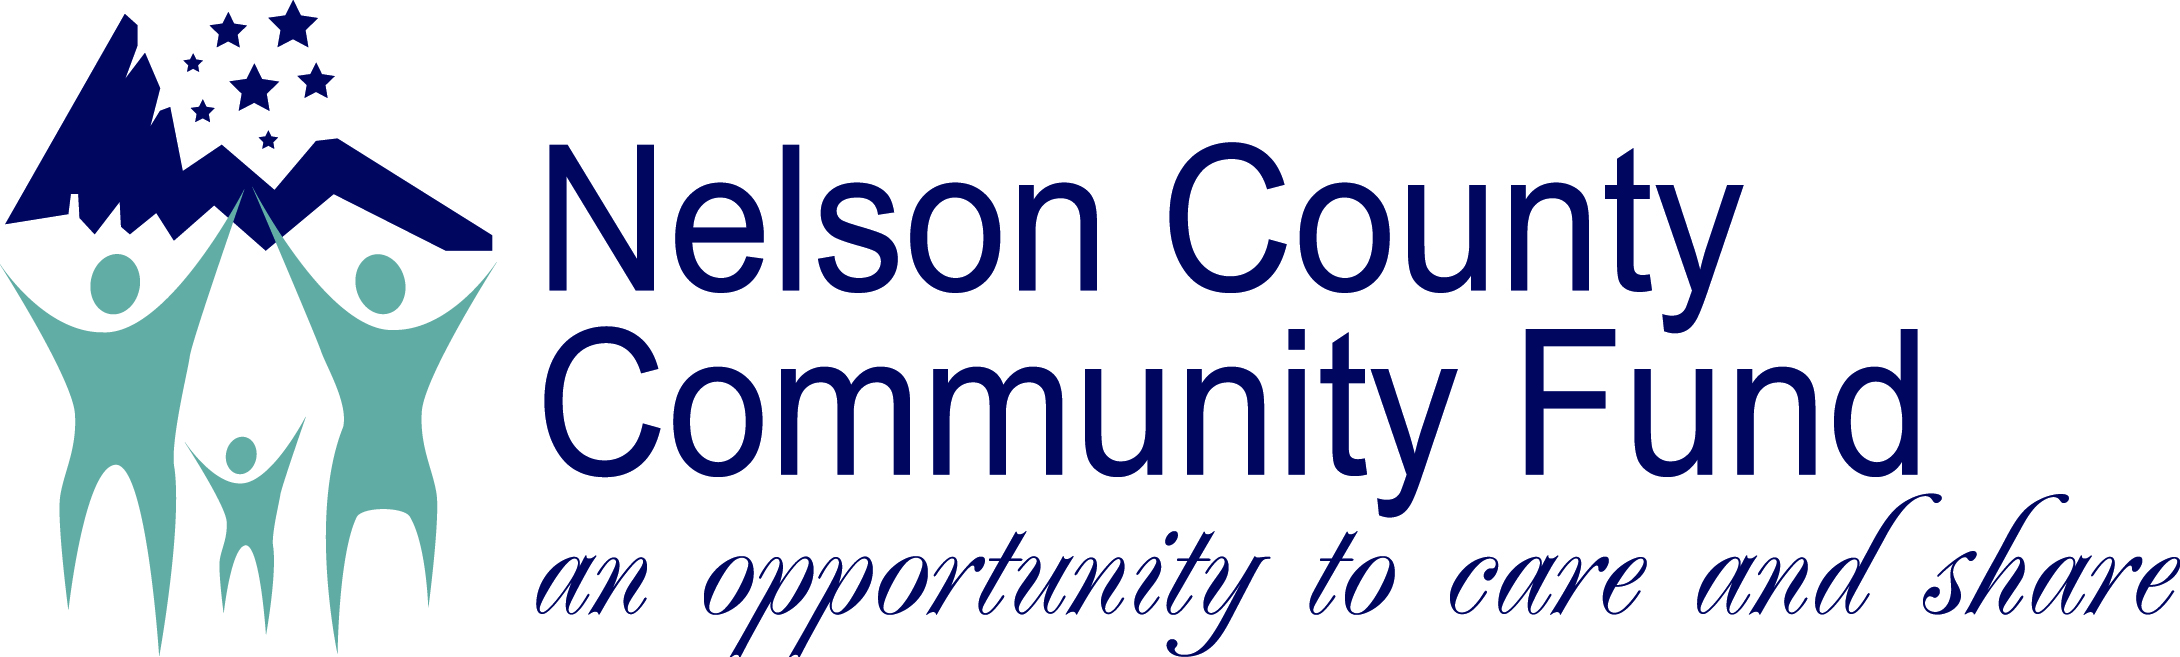 Nelson County
Community Fund
an opportunity to care and share